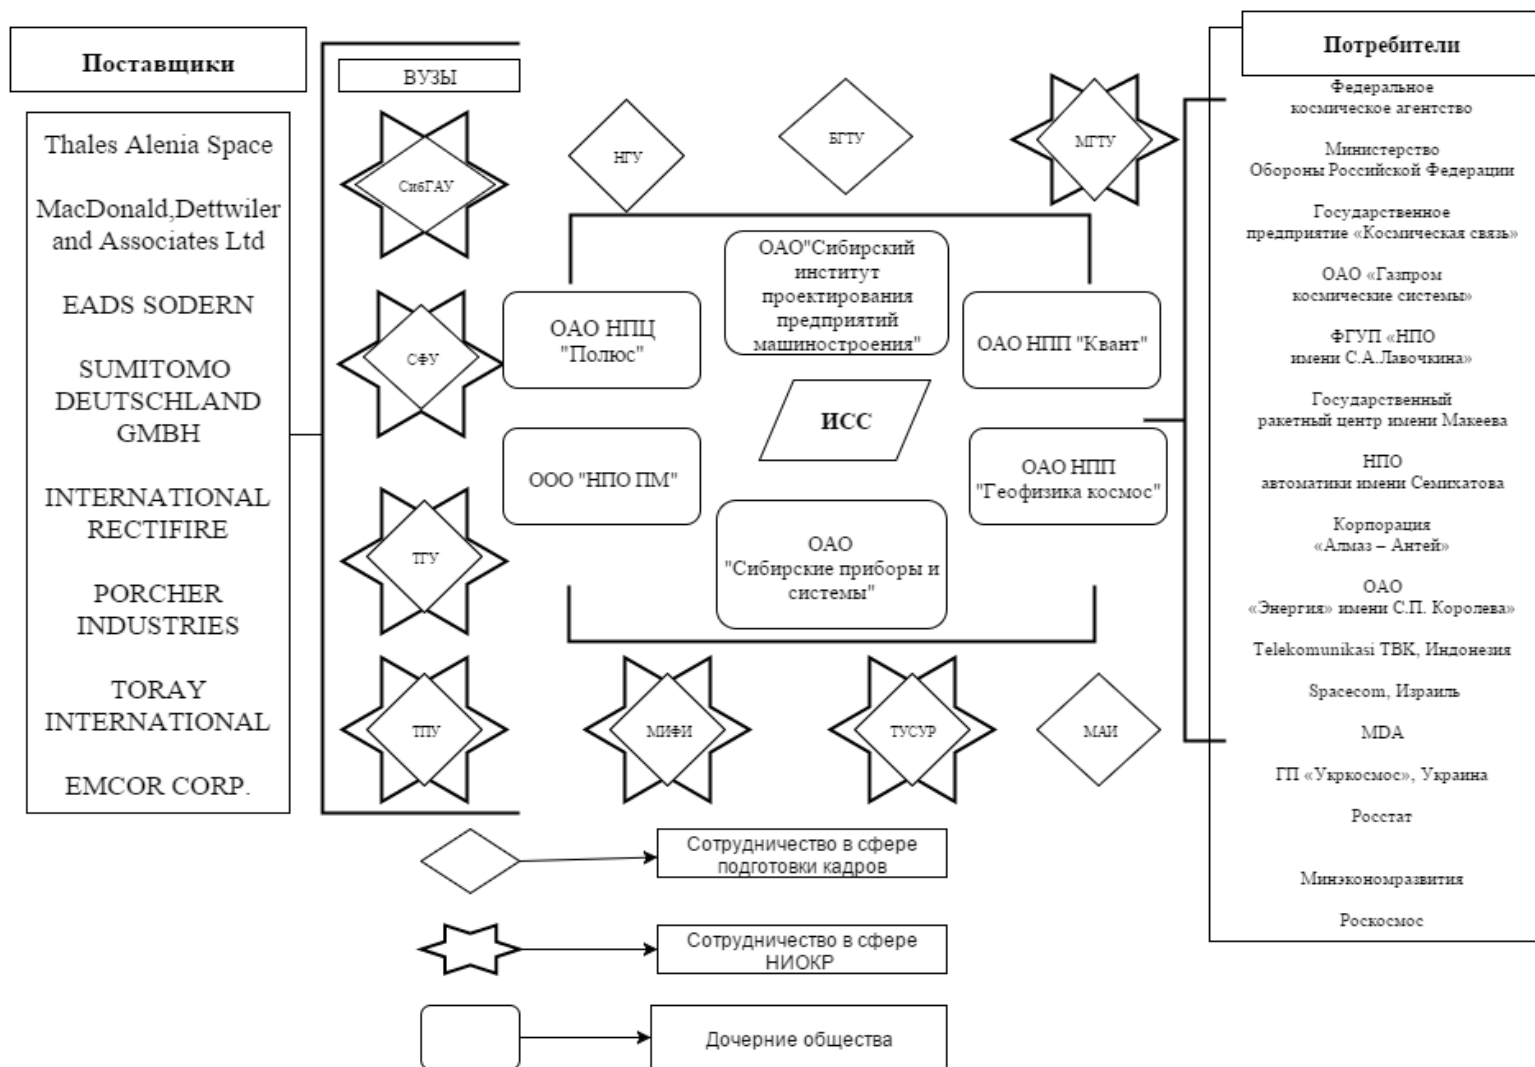 Поставщики
Thales Alenia Space
MacDonald,Dettwiler
and Associates Ltd
EADS SODERN
SUMITOMO
DEUTSCHLAND
GMBH
INTERNATIONAL
RECTIFIRE
PORCHER
INDUSTRIES
TORAY
INTERNATIONAL
EMCOR CORP.
ВУЗЫ
СибГАУ
СФУ
ТГУ
ТПУ
НГУ
БГТУ
МГТУ
ОАО НПЦ
"Полюс"
ОАО"Сибирский
институт
проектирования
предприятий
машиностроения"
ОАО НПП "Квант"
ИСС
ООО "НПО ПМ"
ОАО
"Сибирские приборы и
системы"
ОАО НПП
"Геофизика космос"
МИФИ
ТУСУР
МАИ
Потребители
Федеральное
космическое агентство
Министерство
Обороны Российской Федерации
Государственное
предприятие «Космическая связь»
ОАО «Газпром
космические системы»
ФГУП «НПО
имени С.А.Лавочкина»
Государственный
ракетный центр имени Макеева
НПО
автоматики имени Семихатова
Корпорация
«Алмаз – Антей»
ОАО
«Энергия» имени С.П. Королева»
Telekomunikasi TBK, Индонезия
Spacecom, Израиль
MDA
ГП «Укркосмос», Украина
Росстат
Минэкономразвития
Роскосмос
Сотрудничество в сфере
подготовки кадров
Сотрудничество в сфере
НИОКР
Дочерние общества